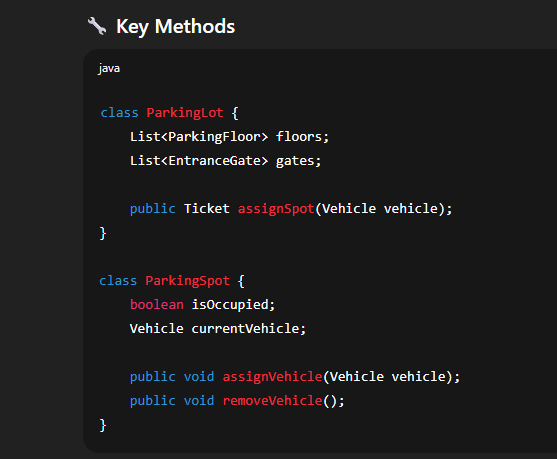 🔧 Key Methods
java
class ParkingLot {
    List<ParkingFloor> floors;
    List<EntranceGate> gates;
    public Ticket assignSpot(Vehicle vehicle);
}
class ParkingSpot {
    boolean isOccupied;
    Vehicle currentVehicle;
    public void assignVehicle(Vehicle vehicle);
    public void removeVehicle();
}